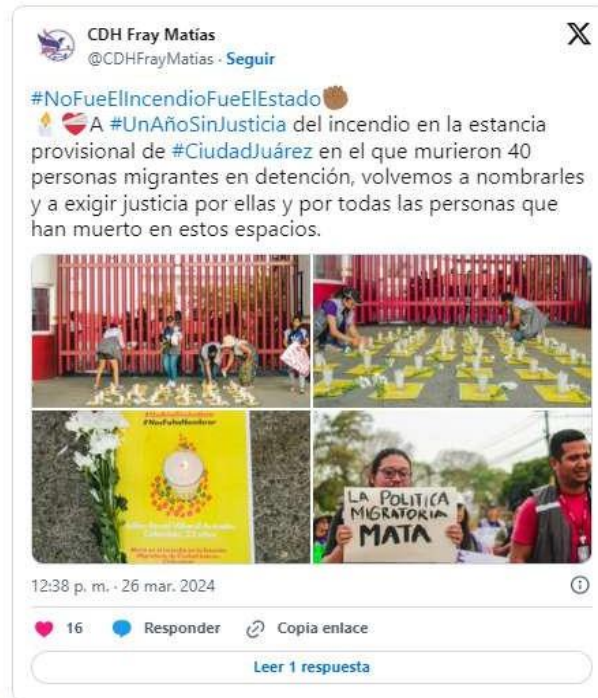 CDH Fray Matías
@CDHFrayMatias · Seguir
#NoFueElIncendioFueElEstado✊🏾
🕯️❤️‍🩹A #UnAñoSinJusticia del incendio en la estancia
provisional de #CiudadJuárez en el que murieron 40
personas migrantes en detención, volvemos a nombrarles
y a exigir justicia por ellas y por todas las personas que
han muerto en estos espacios.
LA POLITICA
MIGRATORIA
MATA
12:38 p. m. · 26 mar. 2024
16 Responder Copia enlace
Leer 1 respuesta